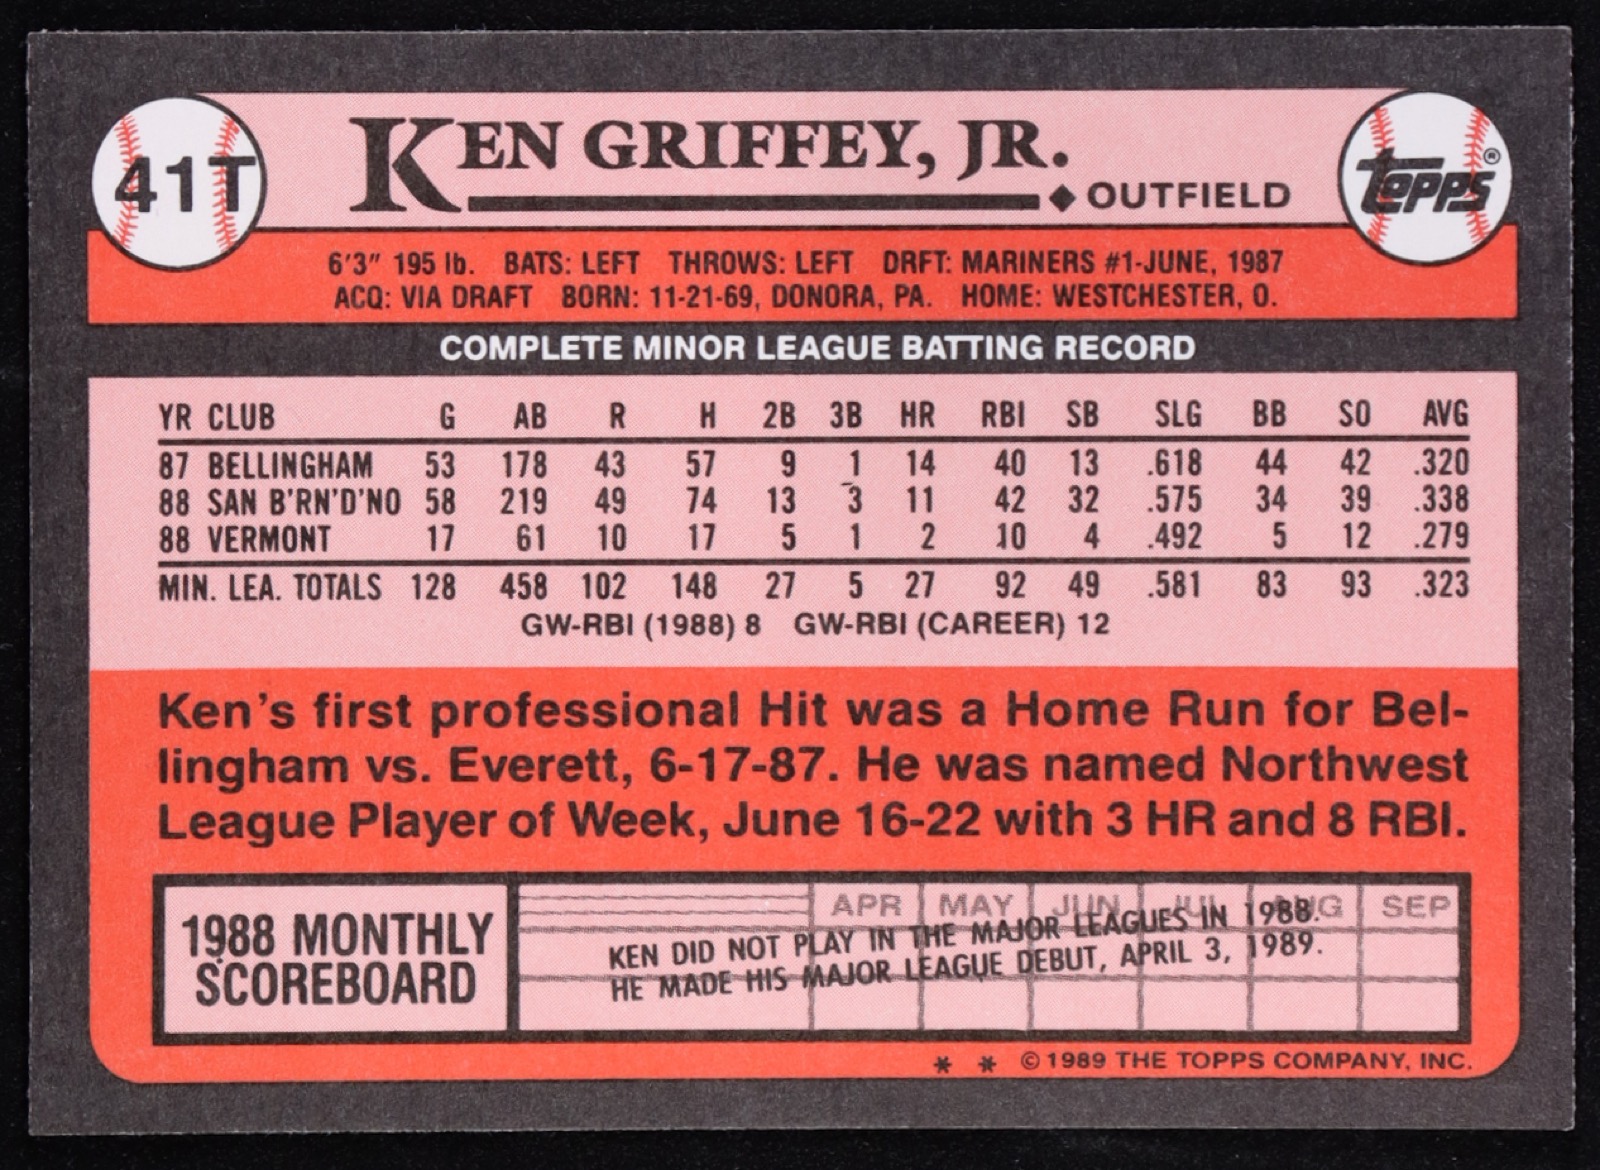 41T
KEN GRIFFEY, JR.
◆ OUTFIELD
TOPPS®
6'3" 195 lb. BATS: LEFT THROWS: LEFT DRFT: MARINERS #1-JUNE, 1987
ACQ: VIA DRAFT BORN: 11-21-69, DONORA, PA. HOME: WESTCHESTER, O.
COMPLETE MINOR LEAGUE BATTING RECORD
YR CLUB G AB R H 2B 3B HR RBI SB SLG BB SO AVG
87 BELLINGHAM 53 178 43 57 9 1 14 40 13 .618 44 42 .320
88 SAN B'RN'D'NO 58 219 49 74 13 3 11 42 32 .575 34 39 .338
88 VERMONT 17 61 10 17 5 1 2 10 4 .492 5 12 .279
MIN. LEA. TOTALS 128 458 102 148 27 5 27 92 49 .581 83 93 .323
GW-RBI (1988) 8 GW-RBI (CAREER) 12
Ken's first professional Hit was a Home Run for Bel-
lingham vs. Everett, 6-17-87. He was named Northwest
League Player of Week, June 16-22 with 3 HR and 8 RBI.
1988 MONTHLY
SCOREBOARD
APR MAY JUN JUL AUG SEP
KEN DID NOT PLAY IN THE MAJOR LEAGUES IN 1988.
HE MADE HIS MAJOR LEAGUE DEBUT, APRIL 3, 1989.
* * © 1989 THE TOPPS COMPANY, INC.